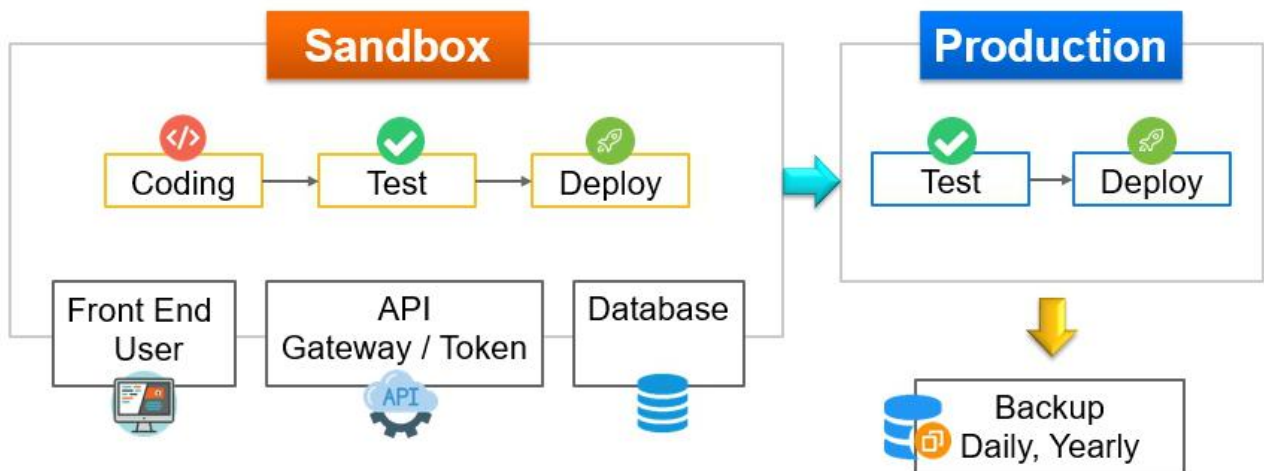 Sandbox
Production
</>
Coding
Test
Deploy
Test
Deploy
Front End
User
API
Gateway / Token
Database
API
Backup
Daily, Yearly